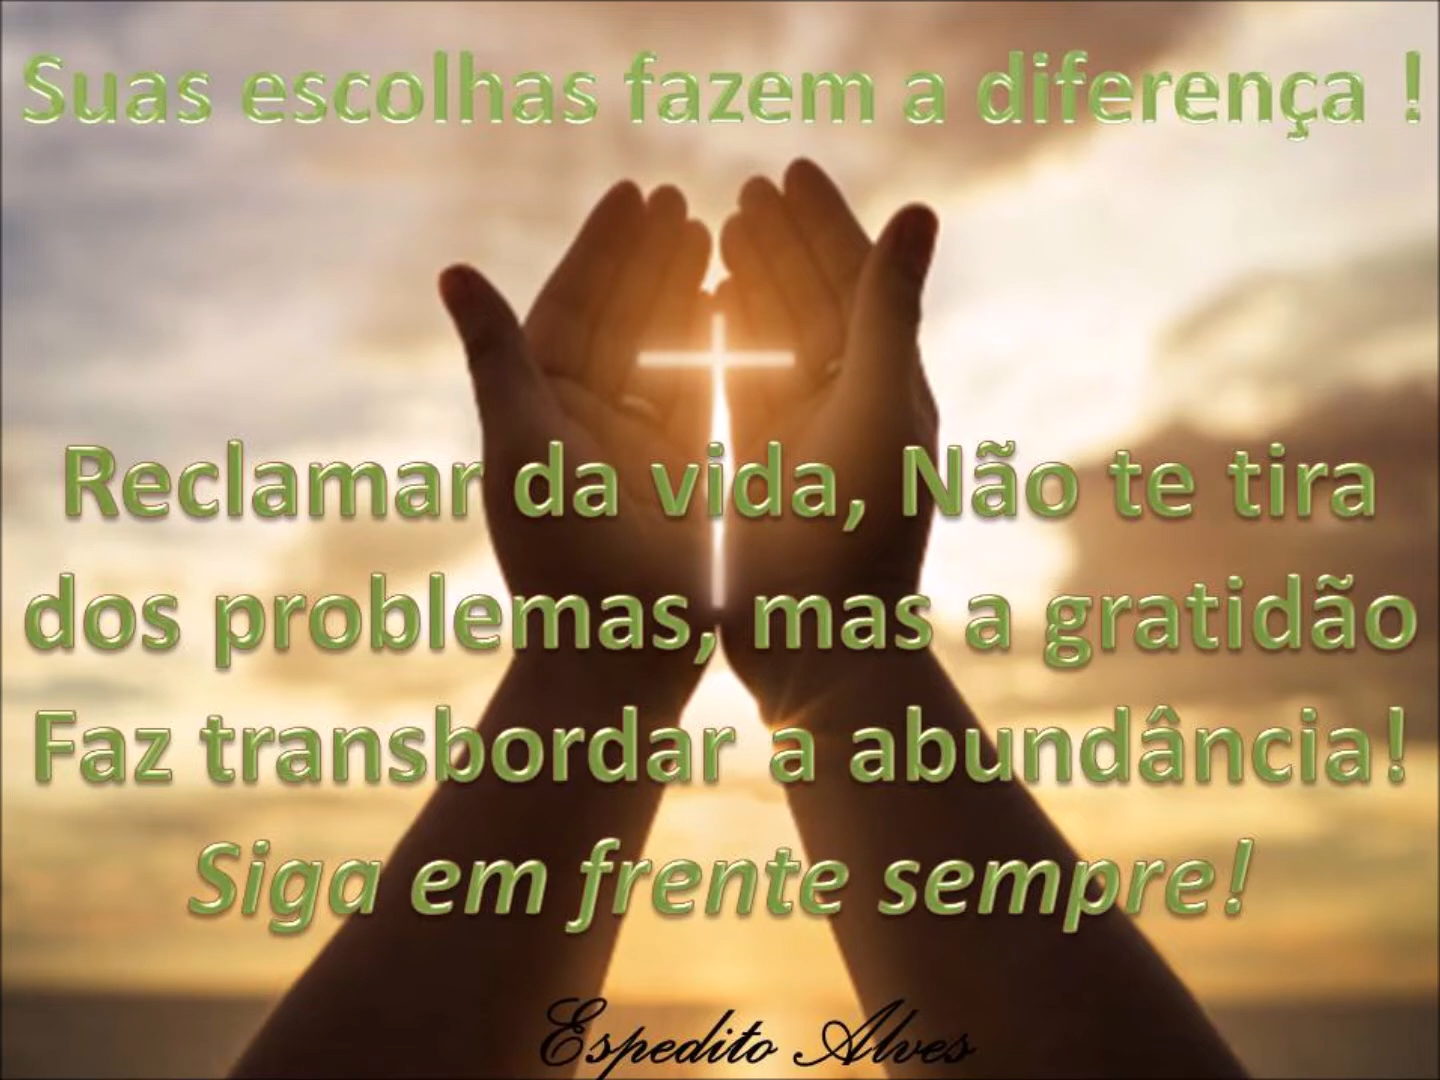 Suas escolhas fazem a diferença !
Reclamar da vida, Não te tira
dos problemas, mas a gratidão
Faz transbordar a abundância!
Siga em frente sempre!
Espedito Alves